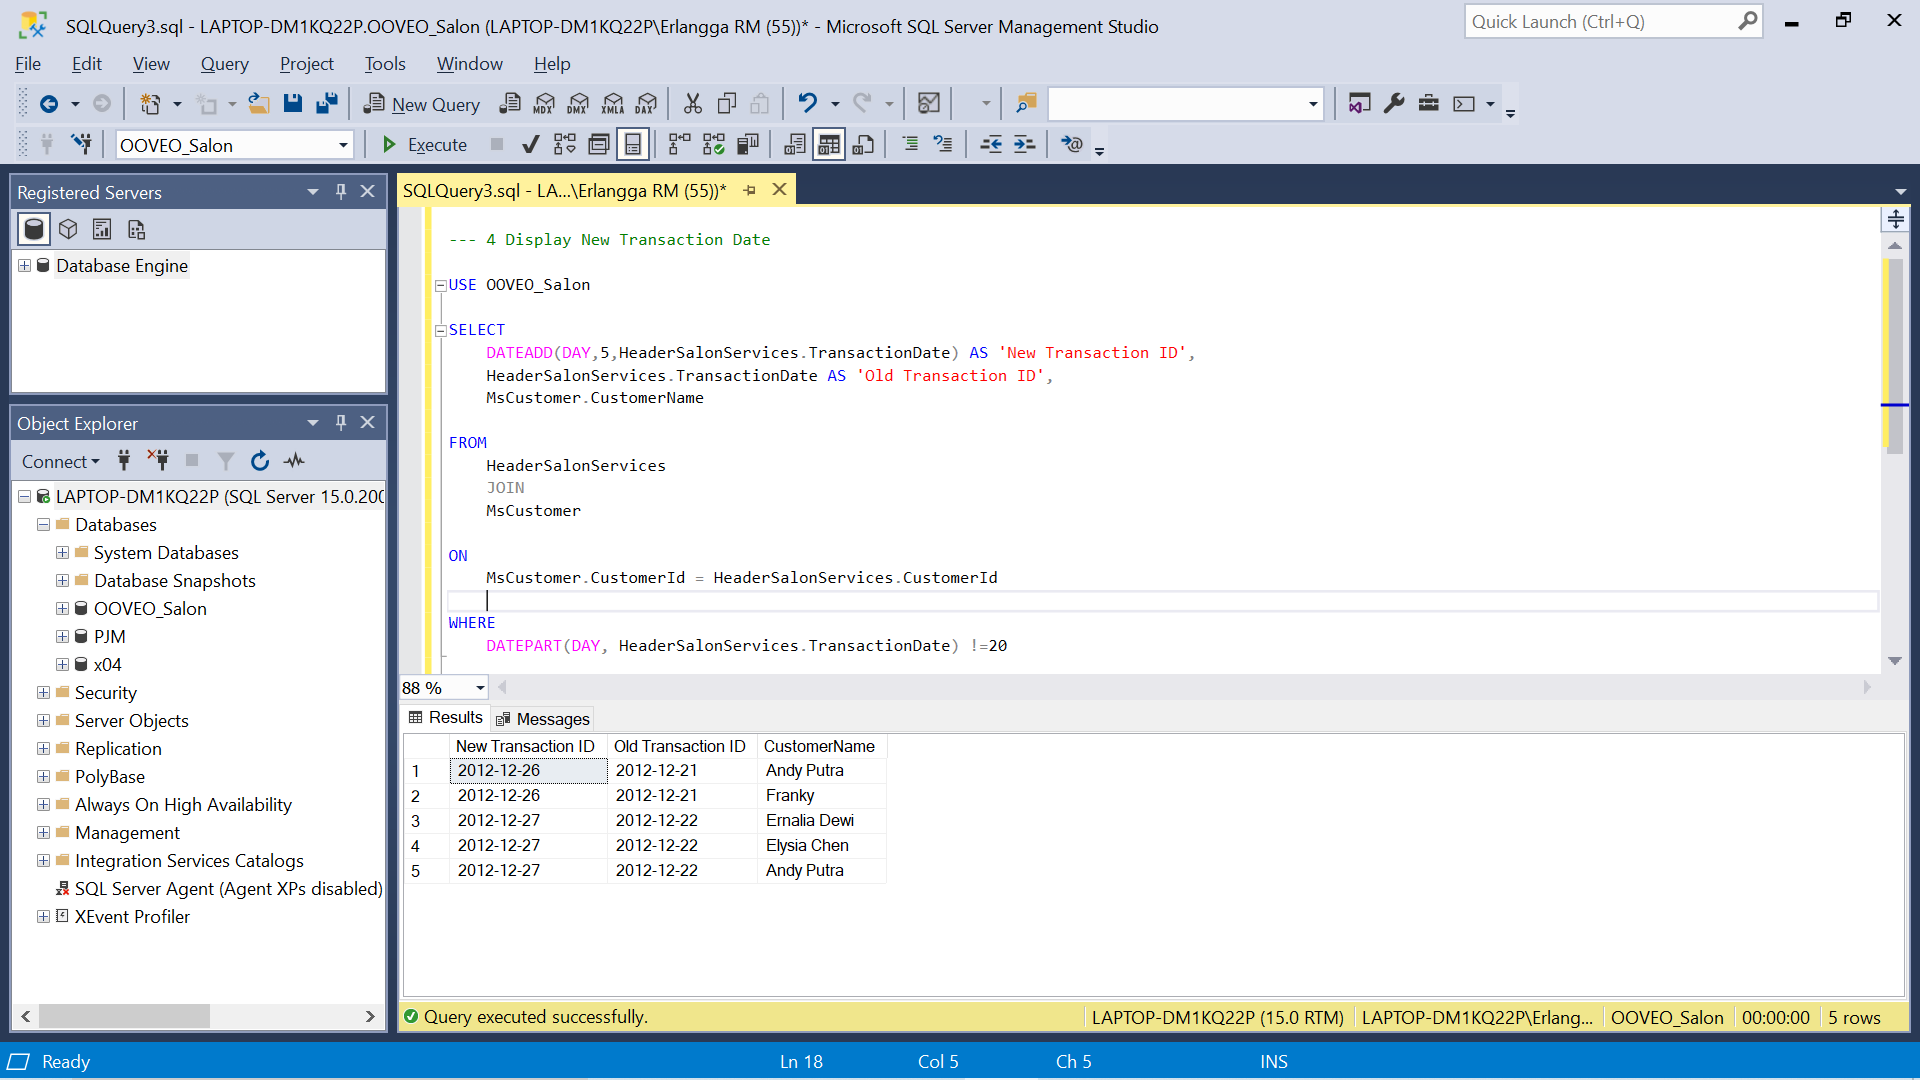 SQLQuery3.sql - LAPTOP-DM1KQ22P.OOVEO_Salon (LAPTOP-DM1KQ22P\Erlangga RM (55))* - Microsoft SQL Server Management Studio
Quick Launch (Ctrl+Q)
File Edit View Query Project Tools Window Help
New Query MDX DMX XMLA DAX
OOVEO_Salon Execute
Registered Servers
Database Engine
Object Explorer
Connect
LAPTOP-DM1KQ22P (SQL Server 15.0.200
Databases
System Databases
Database Snapshots
OOVEO_Salon
PJM
x04
Security
Server Objects
Replication
PolyBase
Always On High Availability
Management
Integration Services Catalogs
SQL Server Agent (Agent XPs disabled)
XEvent Profiler
SQLQuery3.sql - LA...\Erlangga RM (55))*
--- 4 Display New Transaction Date
USE OOVEO_Salon
SELECT
DATEADD(DAY,5,HeaderSalonServices.TransactionDate) AS 'New Transaction ID',
HeaderSalonServices.TransactionDate AS 'Old Transaction ID',
MsCustomer.CustomerName
FROM
HeaderSalonServices
JOIN
MsCustomer
ON
MsCustomer.CustomerId = HeaderSalonServices.CustomerId
WHERE
DATEPART(DAY, HeaderSalonServices.TransactionDate) !=20
88 %
Results Messages
New Transaction ID Old Transaction ID CustomerName
1 2012-12-26 2012-12-21 Andy Putra
2 2012-12-26 2012-12-21 Franky
3 2012-12-27 2012-12-22 Ernalia Dewi
4 2012-12-27 2012-12-22 Elysia Chen
5 2012-12-27 2012-12-22 Andy Putra
Query executed successfully. LAPTOP-DM1KQ22P (15.0 RTM) LAPTOP-DM1KQ22P\Erlang... OOVEO_Salon 00:00:00 5 rows
Ready Ln 18 Col 5 Ch 5 INS